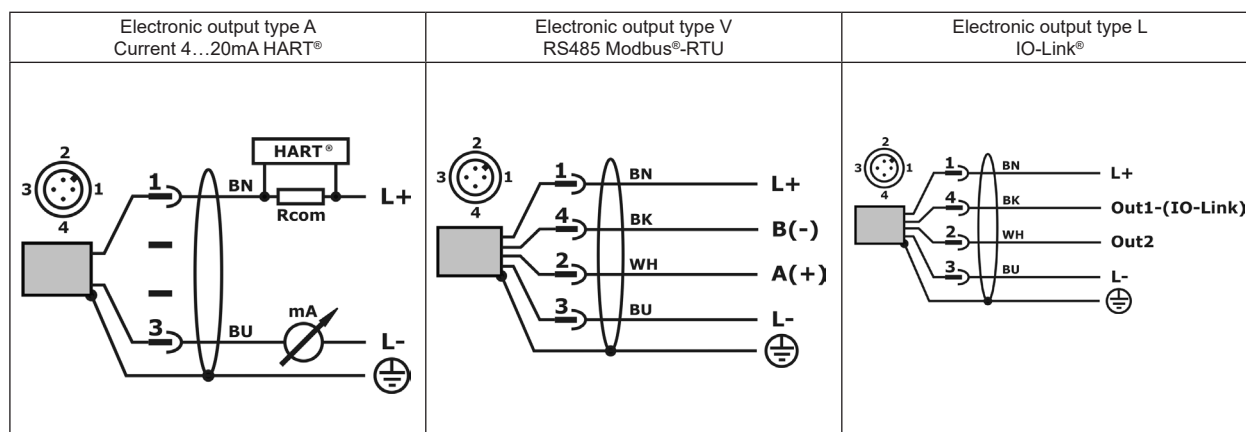 Electronic output type A
Current 4…20mA HART®
Electronic output type V
RS485 Modbus®-RTU
Electronic output type L
IO-Link®
2
3
1
4
HART®
1
BN
L+
Rcom
mA
3
BU
L-
2
3
1
4
1
BN
L+
4
BK
B(-)
2
WH
A(+)
3
BU
L-
2
3
1
4
1
BN
L+
4
BK
Out1-(IO-Link)
2
WH
Out2
3
BU
L-